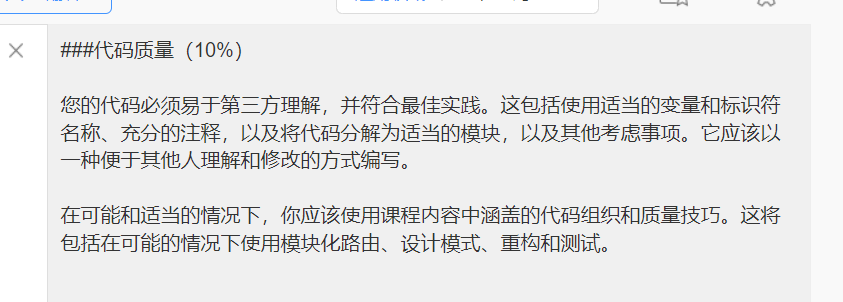 ###代码质量（10%）
您的代码必须易于第三方理解，并符合最佳实践。这包括使用适当的变量和标识符
名称、充分的注释，以及将代码分解为适当的模块，以及其他考虑事项。它应该以
一种便于其他人理解和修改的方式编写。
在可能和适当的情况下，你应该使用课程内容中涵盖的代码组织和质量技巧。这将
包括在可能的情况下使用模块化路由、设计模式、重构和测试。